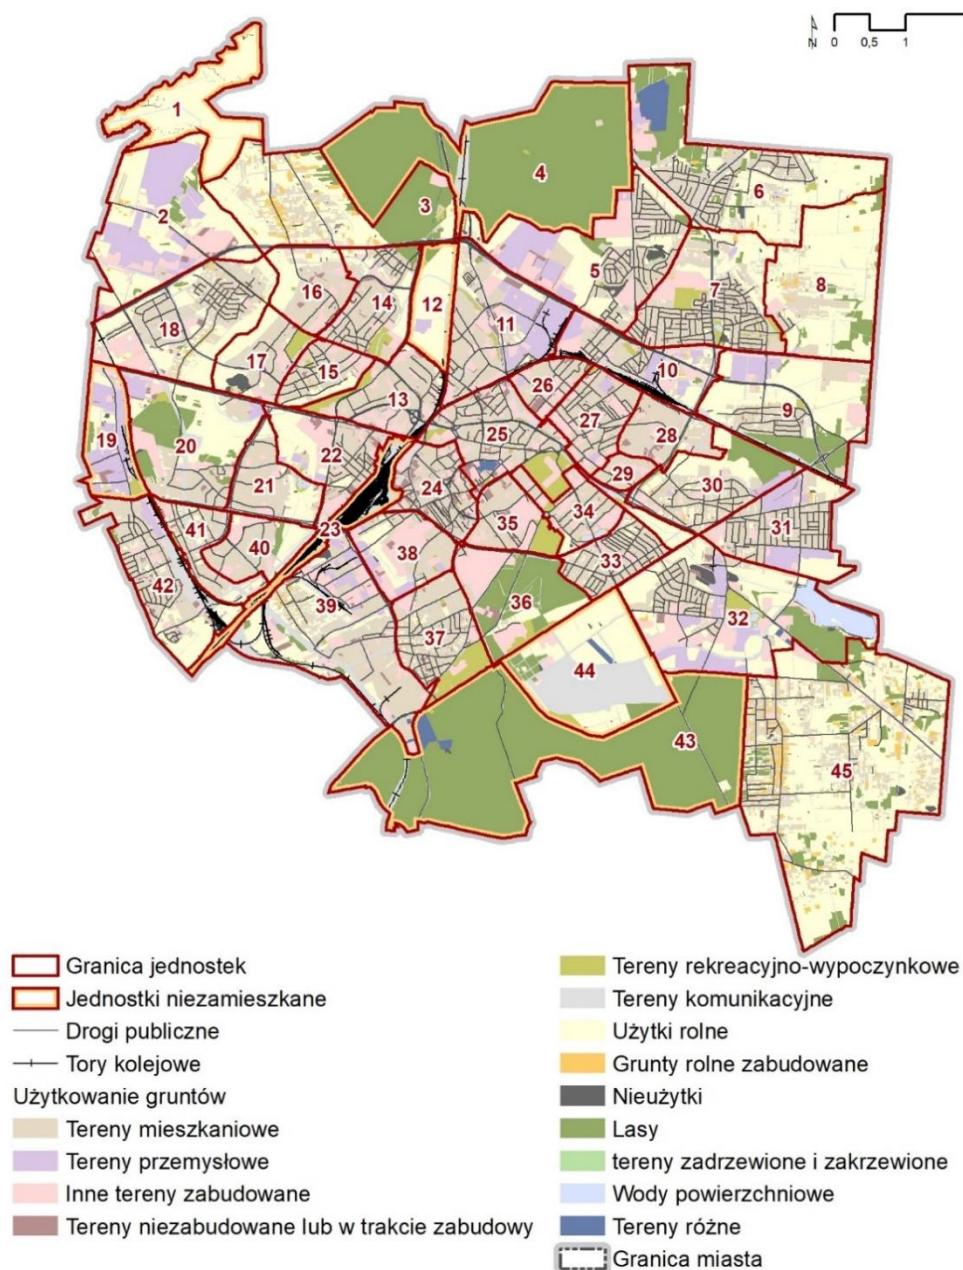 N
0 0,5 1
1
2
3
4
5
6
7
8
9
10
11
12
13
14
15
16
17
18
19
20
21
22
23
24
25
26
27
28
29
30
31
32
33
34
35
36
37
38
39
40
41
42
43
44
45
Granica jednostek
Jednostki niezamieszkane
Drogi publiczne
Tory kolejowe
Użytkowanie gruntów
Tereny mieszkaniowe
Tereny przemysłowe
Inne tereny zabudowane
Tereny niezabudowane lub w trakcie zabudowy
Tereny rekreacyjno-wypoczynkowe
Tereny komunikacyjne
Użytki rolne
Grunty rolne zabudowane
Nieużytki
Lasy
tereny zadrzewione i zakrzewione
Wody powierzchniowe
Tereny różne
Granica miasta